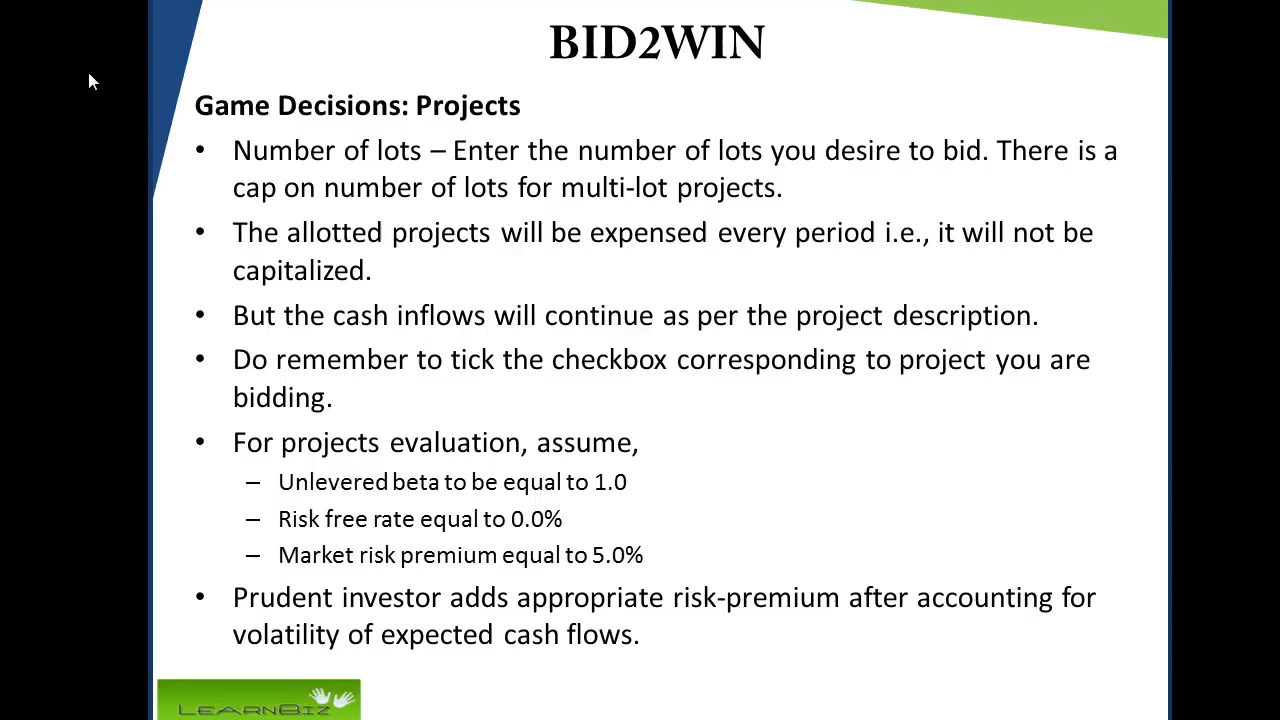 BID2WIN
Game Decisions: Projects
• Number of lots – Enter the number of lots you desire to bid. There is a
cap on number of lots for multi-lot projects.
• The allotted projects will be expensed every period i.e., it will not be
capitalized.
• But the cash inflows will continue as per the project description.
• Do remember to tick the checkbox corresponding to project you are
bidding.
• For projects evaluation, assume,
– Unlevered beta to be equal to 1.0
– Risk free rate equal to 0.0%
– Market risk premium equal to 5.0%
• Prudent investor adds appropriate risk-premium after accounting for
volatility of expected cash flows.
LEARNBIZ